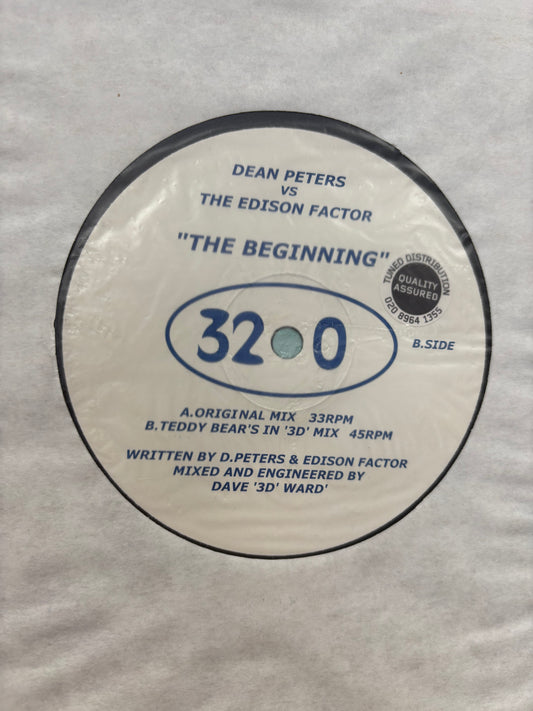 DEAN PETERS
VS
THE EDISON FACTOR
"THE BEGINNING"
TUNED DISTRIBUTION
QUALITY
ASSURED
020 8964 1355
32 0
B.SIDE
A.ORIGINAL MIX 33RPM
B.TEDDY BEAR'S IN '3D' MIX 45RPM
WRITTEN BY D.PETERS & EDISON FACTOR
MIXED AND ENGINEERED BY
DAVE '3D' WARD'